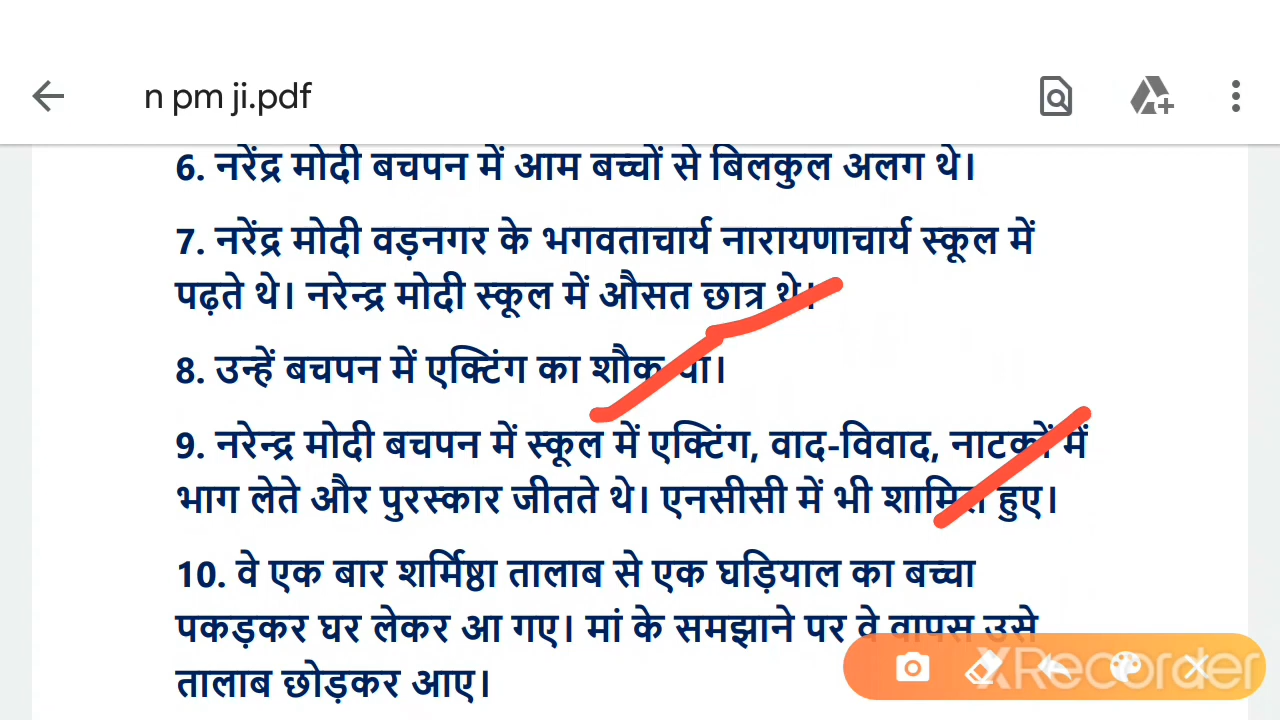 n pm ji.pdf
6. नरेंद्र मोदी बचपन में आम बच्चों से बिलकुल अलग थे।
7. नरेंद्र मोदी वड़नगर के भगवताचार्य नारायणाचार्य स्कूल में
पढ़ते थे। नरेन्द्र मोदी स्कूल में औसत छात्र थे।
8. उन्हें बचपन में एक्टिंग का शौक था।
9. नरेन्द्र मोदी बचपन में स्कूल में एक्टिंग, वाद-विवाद, नाटकों में
भाग लेते और पुरस्कार जीतते थे। एनसीसी में भी शामिल हुए।
10. वे एक बार शर्मिष्ठा तालाब से एक घड़ियाल का बच्चा
पकड़कर घर लेकर आ गए। मां के समझाने पर वे वापस उसे
तालाब छोड़कर आए।
XRecorder